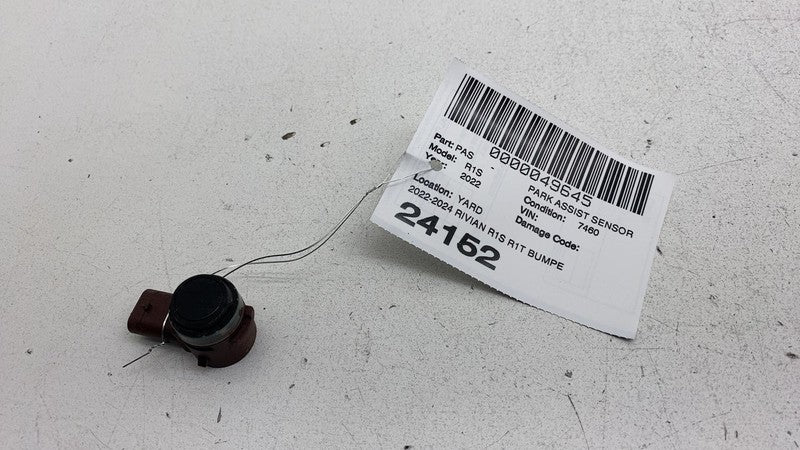 0000049645
Part: PAS - PARK ASSIST SENSOR
Model: R1S Condition:
Year: 2022 VIN: 7460
Damage Code:
Location: YARD
2022-2024 RIVIAN R1S R1T BUMPE
24152